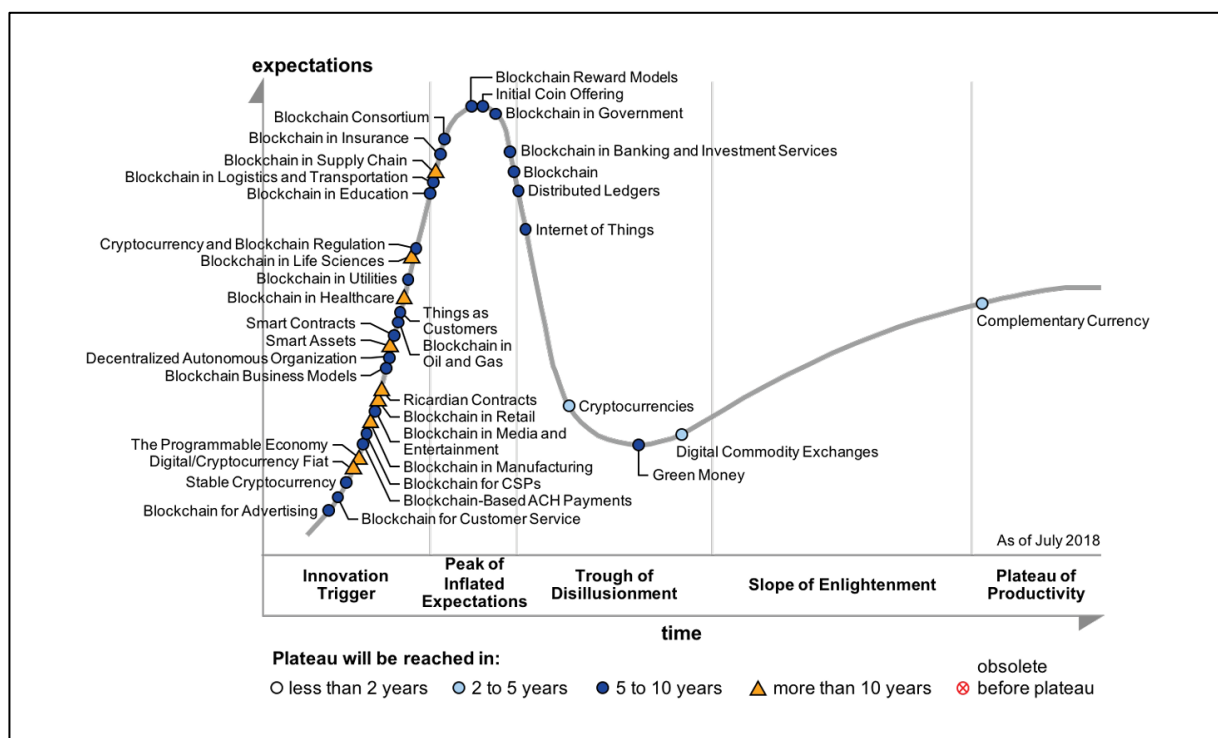 expectations
Blockchain Reward Models
Initial Coin Offering
Blockchain in Government
Blockchain Consortium
Blockchain in Insurance
Blockchain in Supply Chain
Blockchain in Logistics and Transportation
Blockchain in Education
Blockchain in Banking and Investment Services
Blockchain
Distributed Ledgers
Internet of Things
Cryptocurrency and Blockchain Regulation
Blockchain in Life Sciences
Blockchain in Utilities
Blockchain in Healthcare
Things as
Customers
Smart Contracts
Smart Assets
Blockchain in
Oil and Gas
Decentralized Autonomous Organization
Blockchain Business Models
Ricardian Contracts
Blockchain in Retail
Blockchain in Media and
Entertainment
Blockchain in Manufacturing
Blockchain for CSPs
Blockchain-Based ACH Payments
The Programmable Economy
Digital/Cryptocurrency Fiat
Stable Cryptocurrency
Blockchain for Advertising
Blockchain for Customer Service
Cryptocurrencies
Digital Commodity Exchanges
Green Money
Complementary Currency
As of July 2018
Innovation
Trigger
Peak of
Inflated
Expectations
Trough of
Disillusionment
Slope of Enlightenment
Plateau of
Productivity
time
Plateau will be reached in:
less than 2 years
2 to 5 years
5 to 10 years
more than 10 years
obsolete
before plateau